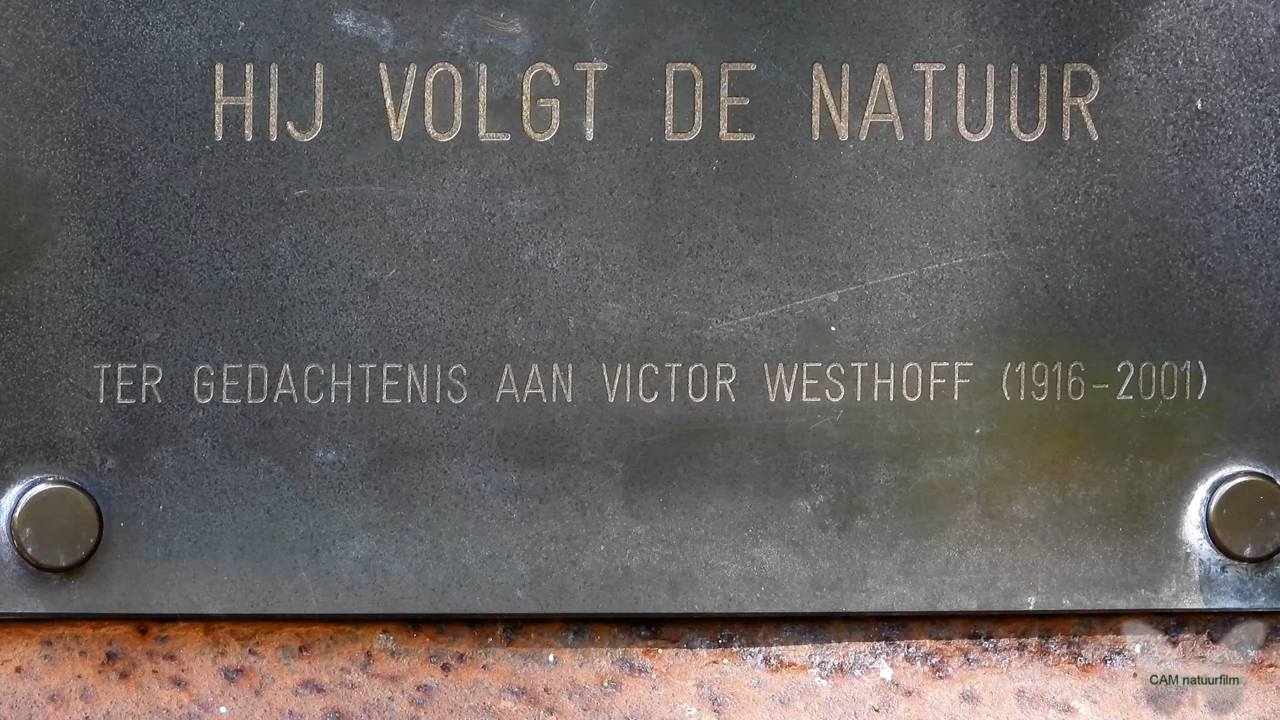 HIJ VOLGT DE NATUUR
TER GEDACHTENIS AAN VICTOR WESTHOFF (1916-2001)
CAM natuurfilm